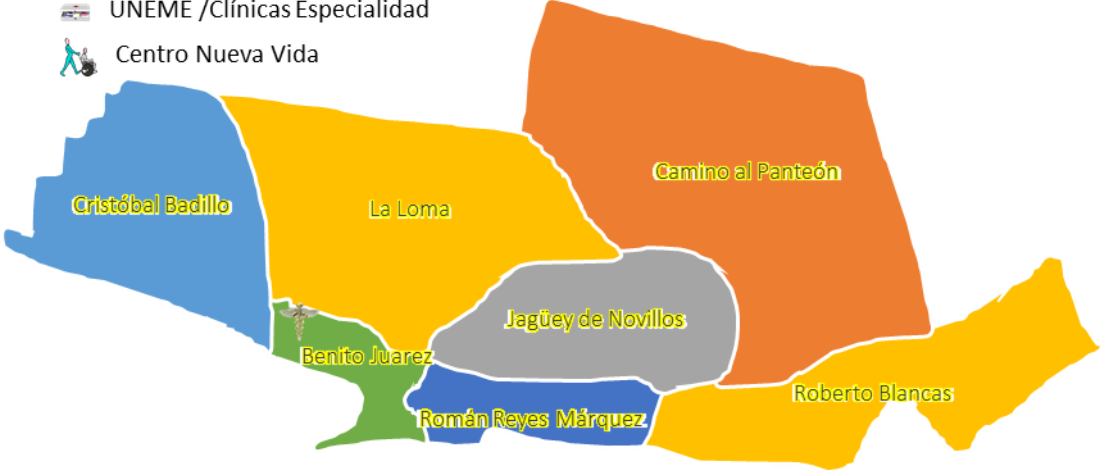 UNEME /Clínicas Especialidad
Centro Nueva Vida
Camino al Panteón
Cristóbal Badillo
La Loma
Jagüey de Novillos
Benito Juarez
Roberto Blancas
Román Reyes Márquez